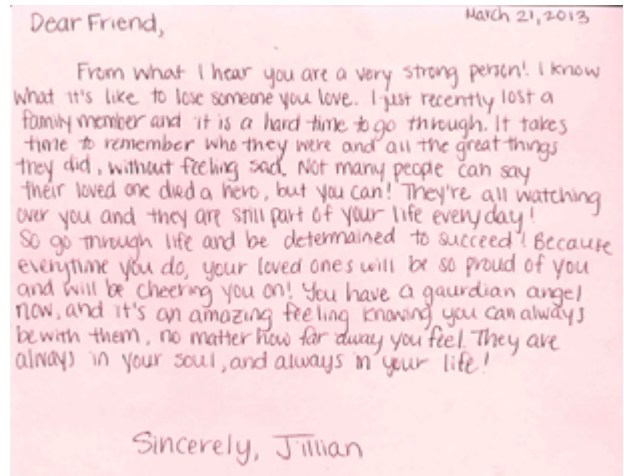 March 21, 2013
Dear Friend,
From what I hear you are a very strong person! I know
what it's like to lose someone you love. I just recently lost a
family member and it is a hard time to go through. It takes
time to remember who they were and all the great things
they did, without feeling sad. Not many people can say
their loved one died a hero, but you can! They're all watching
over you and they are still part of your life everyday!
So go through life and be determained to succeed! Because
everytime you do, your loved ones will be so proud of you
and will be cheering you on! You have a gaurdian angel
now, and it's an amazing feeling knowing you can always
be with them, no matter how far away you feel. They are
always in your soul, and always in your life!
Sincerely, Jillian